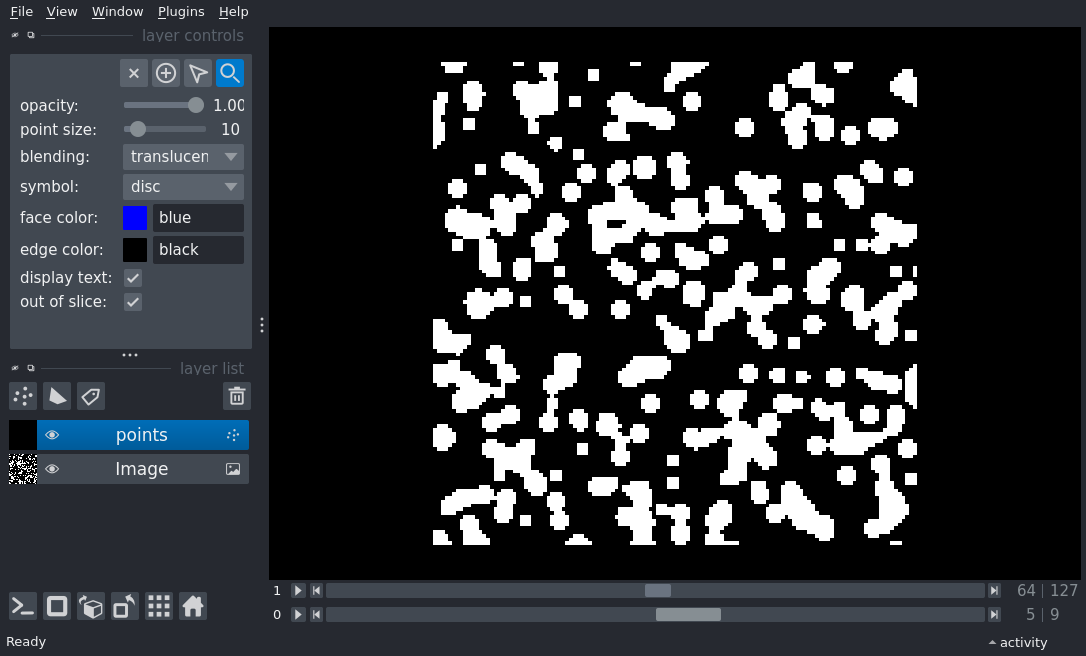 File View Window Plugins Help
layer controls
opacity: 1.00
point size: 10
blending: translucen
symbol: disc
face color: blue
edge color: black
display text:
out of slice:
layer list
points
Image
1 64 | 127
0 5 | 9
Ready activity